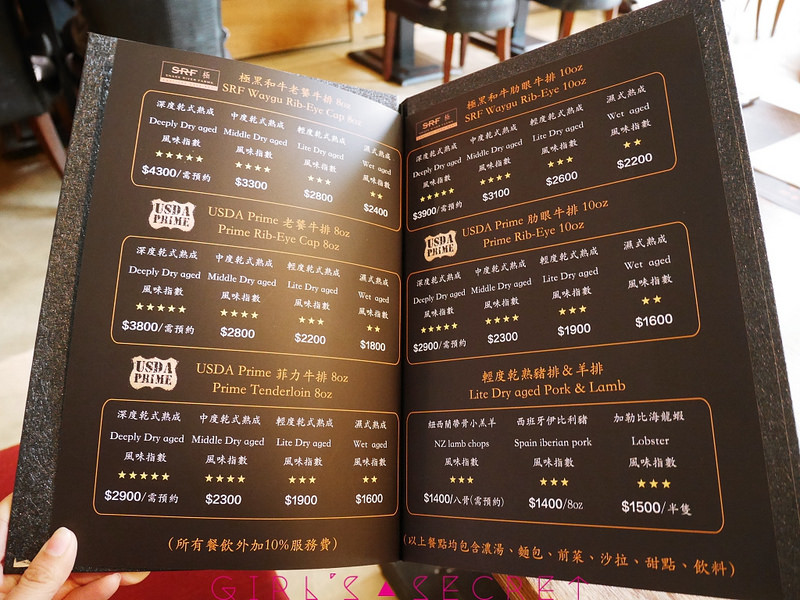 SRF 極
SNAKE RIVER FARMS
極黑和牛老饕牛排 8oz
SRF Waygu Rib-Eye Cap 8oz
深度乾式熟成 中度乾式熟成 輕度乾式熟成 濕式熟成
Deeply Dry aged Middle Dry aged Lite Dry aged Wet aged
風味指數 風味指數 風味指數 風味指數
★★★★★ ★★★★ ★★★ ★★
$4300/需預約 $3300 $2800 $2400
USDA PRIME
USDA Prime 老饕牛排 8oz
Prime Rib-Eye Cap 8oz
深度乾式熟成 中度乾式熟成 輕度乾式熟成 濕式熟成
Deeply Dry aged Middle Dry aged Lite Dry aged Wet aged
風味指數 風味指數 風味指數 風味指數
★★★★★ ★★★★ ★★★ ★★
$3800/需預約 $2800 $2200 $1800
USDA PRIME
USDA Prime 菲力牛排 8oz
Prime Tenderloin 8oz
深度乾式熟成 中度乾式熟成 輕度乾式熟成 濕式熟成
Deeply Dry aged Middle Dry aged Lite Dry aged Wet aged
風味指數 風味指數 風味指數 風味指數
★★★★★ ★★★★ ★★★ ★★
$2900/需預約 $2300 $1900 $1600
(所有餐飲外加10%服務費)
SRF 極
極黑和牛肋眼牛排 10oz
SRF Waygu Rib-Eye 10oz
深度乾式熟成 中度乾式熟成 輕度乾式熟成 濕式熟成
Deeply Dry aged Middle Dry aged Lite Dry aged Wet aged
風味指數 風味指數 風味指數 風味指數
★★★★★ ★★★★ ★★★ ★★
$3900/需預約 $3100 $2600 $2200
USDA PRIME
USDA Prime 肋眼牛排 10oz
Prime Rib-Eye 10oz
深度乾式熟成 中度乾式熟成 輕度乾式熟成 濕式熟成
Deeply Dry aged Middle Dry aged Lite Dry aged Wet aged
風味指數 風味指數 風味指數 風味指數
★★★★★ ★★★★ ★★★ ★★
$2900/需預約 $2300 $1900 $1600
輕度乾熟豬排&羊排
Lite Dry aged Pork & Lamb
紐西蘭帶骨小羔羊 西班牙伊比利豬 加勒比海龍蝦
NZ lamb chops Spain iberian pork Lobster
風味指數 風味指數 風味指數
★★★ ★★★ ★★★
$1400/八骨(需預約) $1400/8oz $1500/半隻
(以上餐點均包含濃湯、麵包、前菜、沙拉、甜點、飲料)
GIRL'S▲SECRET